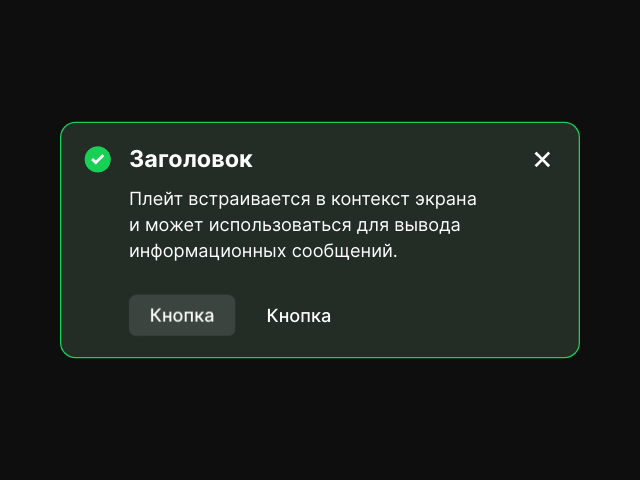 Заголовок
Плейт встраивается в контекст экрана
и может использоваться для вывода
информационных сообщений.
Кнопка Кнопка